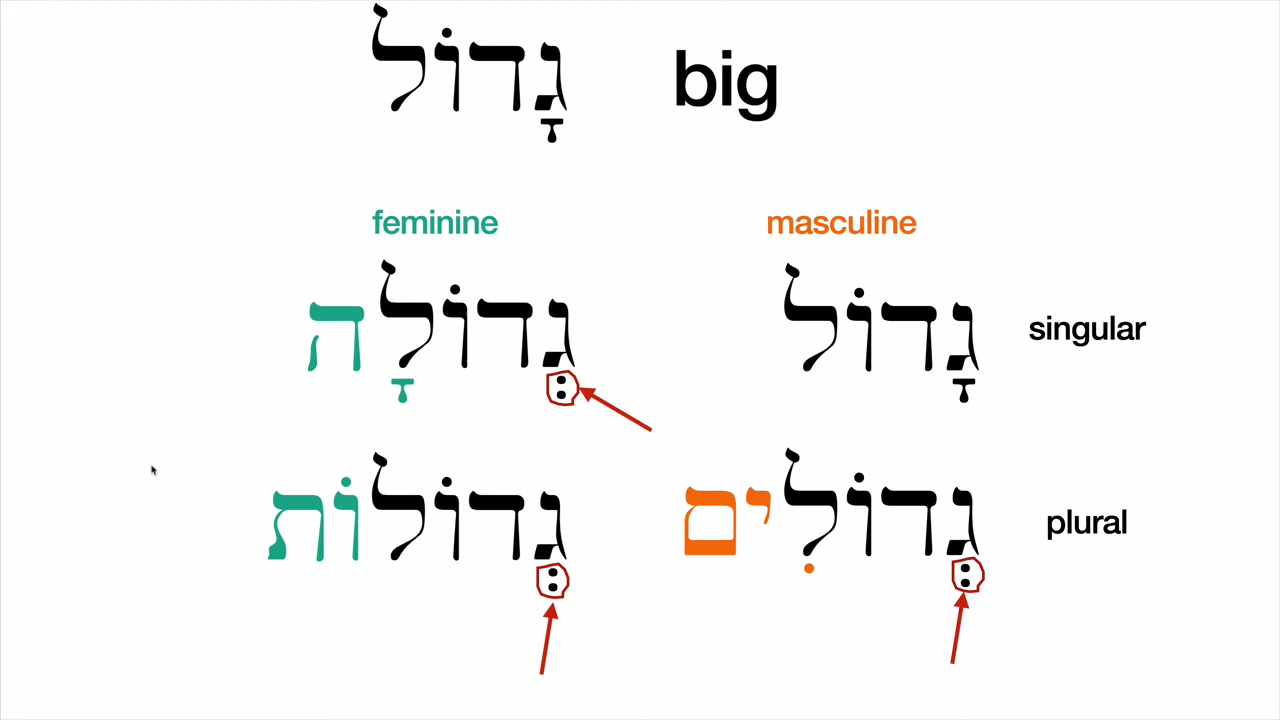 גָדוֹל big
feminine masculine
גְדוֹלָה גָדוֹל singular
גְדוֹלוֹת גְדוֹלִים plural